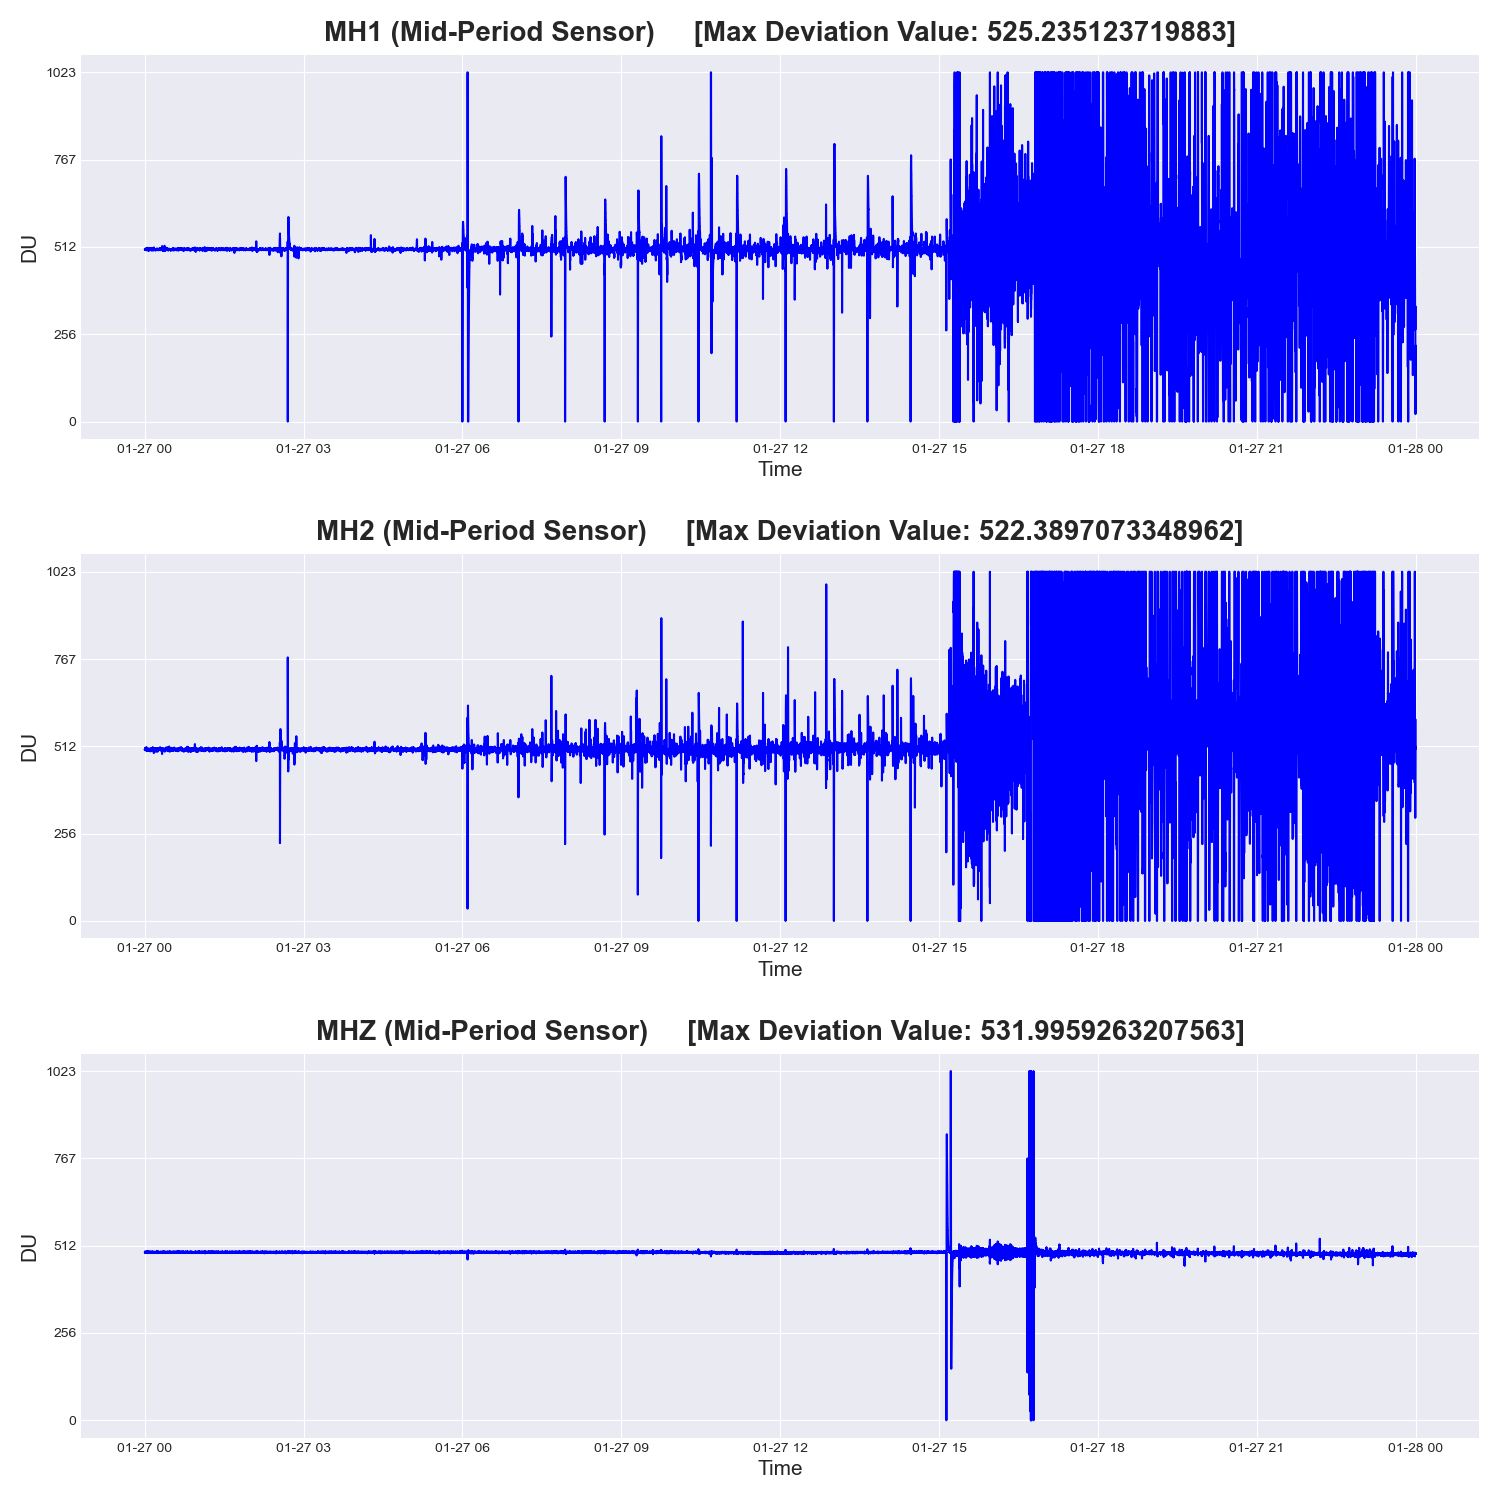 MH1 (Mid-Period Sensor) [Max Deviation Value: 525.235123719883]
1023
767
512
256
0
DU
01-27 00 01-27 03 01-27 06 01-27 09 01-27 12 01-27 15 01-27 18 01-27 21 01-28 00
Time
MH2 (Mid-Period Sensor) [Max Deviation Value: 522.3897073348962]
1023
767
512
256
0
DU
01-27 00 01-27 03 01-27 06 01-27 09 01-27 12 01-27 15 01-27 18 01-27 21 01-28 00
Time
MHZ (Mid-Period Sensor) [Max Deviation Value: 531.9959263207563]
1023
767
512
256
0
DU
01-27 00 01-27 03 01-27 06 01-27 09 01-27 12 01-27 15 01-27 18 01-27 21 01-28 00
Time